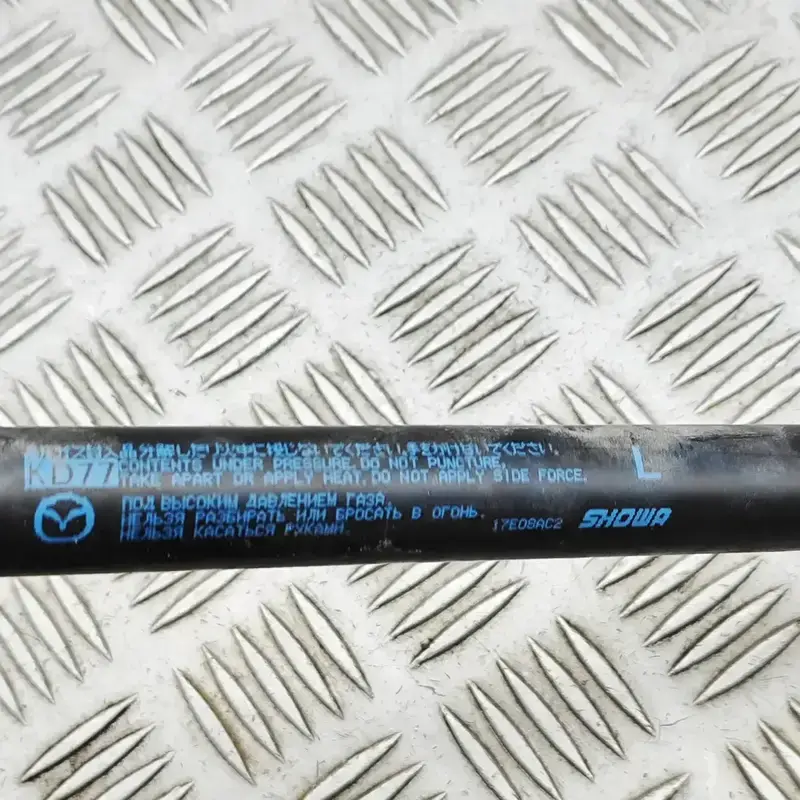 KD77
CONTENTS UNDER PRESSURE. DO NOT PUNCTURE,
TAKE APART OR APPLY HEAT. DO NOT APPLY SIDE FORCE.
L
ПОД ВЫСОКИМ ДАВЛЕНИЕМ ГАЗА.
НЕЛЬЗЯ РАЗБИРАТЬ ИЛИ БРОСАТЬ В ОГОНЬ.
НЕЛЬЗЯ КАСАТЬСЯ РУКАМИ.
17E08AC2
SHOWA